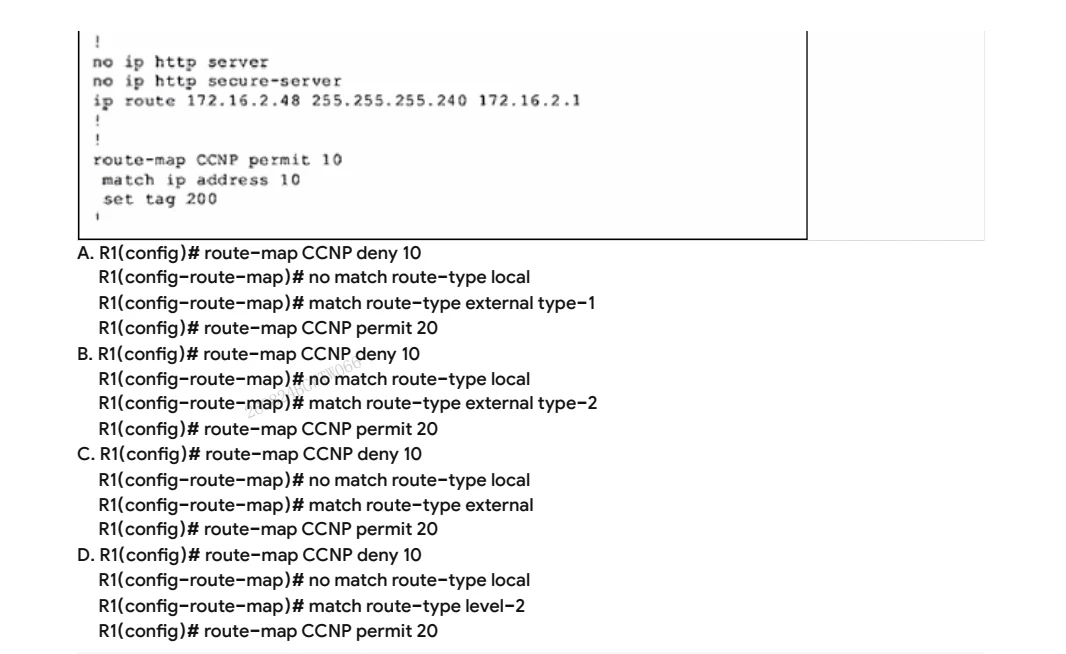 !
no ip http server
no ip http secure-server
ip route 172.16.2.48 255.255.255.240 172.16.2.1
!
!
route-map CCNP permit 10
match ip address 10
set tag 200
!
A. R1(config)# route-map CCNP deny 10
R1(config-route-map)# no match route-type local
R1(config-route-map)# match route-type external type-1
R1(config)# route-map CCNP permit 20
B. R1(config)# route-map CCNP deny 10
R1(config-route-map)# no match route-type local
R1(config-route-map)# match route-type external type-2
R1(config)# route-map CCNP permit 20
C. R1(config)# route-map CCNP deny 10
R1(config-route-map)# no match route-type local
R1(config-route-map)# match route-type external
R1(config)# route-map CCNP permit 20
D. R1(config)# route-map CCNP deny 10
R1(config-route-map)# no match route-type local
R1(config-route-map)# match route-type level-2
R1(config)# route-map CCNP permit 20